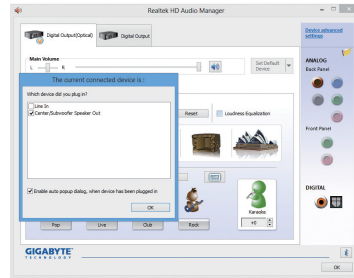 Realtek HD Audio Manager
Digital Output(Optical)
Digital Output
Device advanced settings
Main Volume
L
R
Set Default Device
ANALOG
Back Panel
The current connected device is :
Which device did you plug in?
Line In
Center/Subwoofer Speaker Out
Enable auto popup dialog, when device has been plugged in
OK
Reset
Loudness Equalization
Front Panel
DIGITAL
Karaoke
+0
Pop
Live
Club
Rock
GIGABYTE
TECHNOLOGY
i
OK